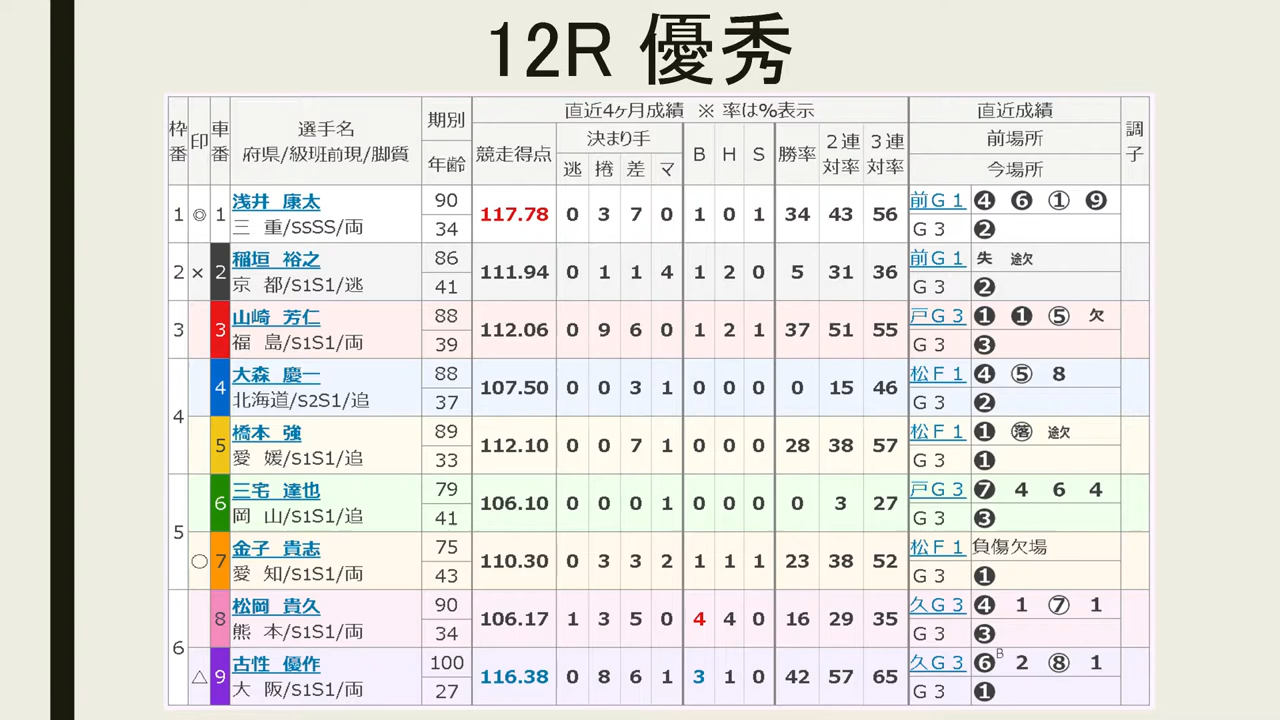 12R 優秀
枠番 印 車番 選手名 府県/級班前現/脚質 期別 年齢 競走得点 直近4ヶ月成績 ※ 率は%表示 直近成績 調子
決まり手 B H S 勝率 2連対率 3連対率 前場所
逃 捲 差 マ 今場所
1 ◎ 1 浅井 康太 90 117.78 0 3 7 0 1 0 1 34 43 56 前G1 ❹ ❻ ① ❾
三 重/SSSS/両 34 G3 ❷
2 × 2 稲垣 裕之 86 111.94 0 1 1 4 1 2 0 5 31 36 前G1 失 途欠
京 都/S1S1/逃 41 G3 ❷
3 3 山崎 芳仁 88 112.06 0 9 6 0 1 2 1 37 51 55 戸G3 ❶ ❶ ⑤ 欠
福 島/S1S1/両 39 G3 ❸
4 4 大森 慶一 88 107.50 0 0 3 1 0 0 0 0 15 46 松F1 ❹ ⑤ 8
北海道/S2S1/追 37 G3 ❷
5 橋本 強 89 112.10 0 0 7 1 0 0 0 28 38 57 松F1 ❶ 落 途欠
愛 媛/S1S1/追 33 G3 ❶
5 6 三宅 達也 79 106.10 0 0 0 1 0 0 0 0 3 27 戸G3 ❼ 4 6 4
岡 山/S1S1/追 41 G3 ❸
○ 7 金子 貴志 75 110.30 0 3 3 2 1 1 1 23 38 52 松F1 負傷欠場
愛 知/S1S1/両 43 G3 ❶
6 8 松岡 貴久 90 106.17 1 3 5 0 4 4 0 16 29 35 久G3 ❹ 1 ⑦ 1
熊 本/S1S1/両 34 G3 ❸
△ 9 古性 優作 100 116.38 0 8 6 1 3 1 0 42 57 65 久G3 ❻B 2 ⑧ 1
大 阪/S1S1/両 27 G3 ❶